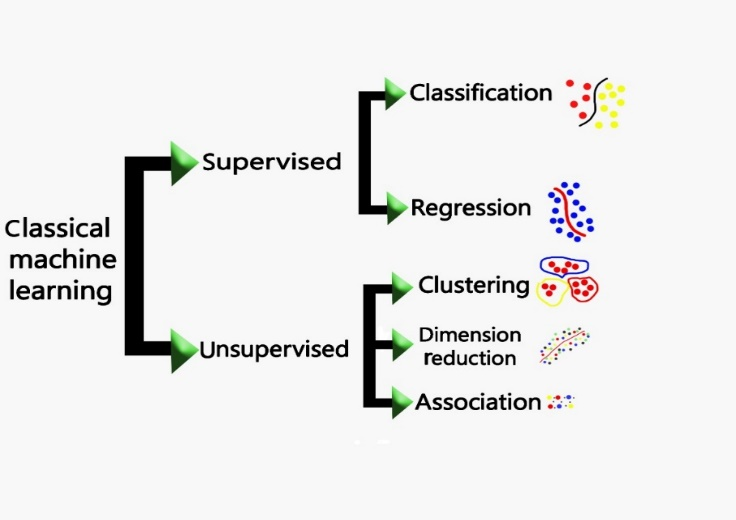 Classical
machine
learning
Supervised
Classification
Regression
Unsupervised
Clustering
Dimension
reduction
Association